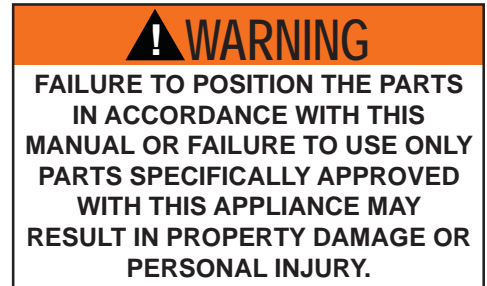 WARNING
FAILURE TO POSITION THE PARTS
IN ACCORDANCE WITH THIS
MANUAL OR FAILURE TO USE ONLY
PARTS SPECIFICALLY APPROVED
WITH THIS APPLIANCE MAY
RESULT IN PROPERTY DAMAGE OR
PERSONAL INJURY.